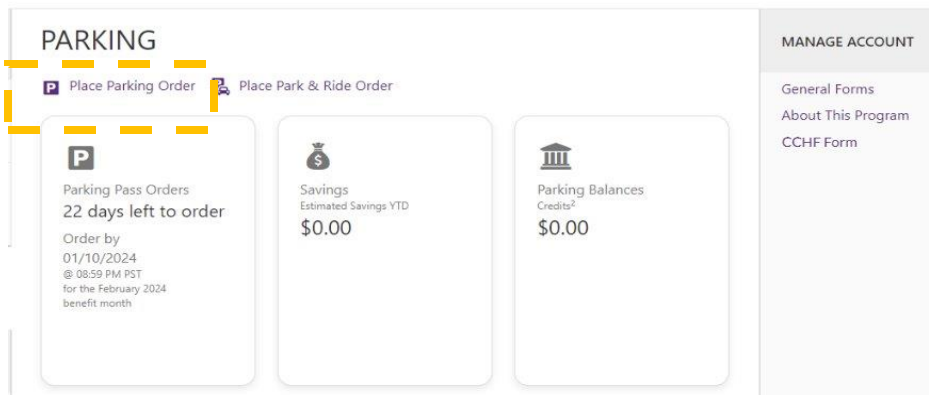 PARKING
Place Parking Order
Place Park & Ride Order
P
Parking Pass Orders
22 days left to order
Order by
01/10/2024
@ 08:59 PM PST
for the February 2024
benefit month
$
Savings
Estimated Savings YTD
$0.00
Parking Balances
Credits²
$0.00
MANAGE ACCOUNT
General Forms
About This Program
CCHF Form